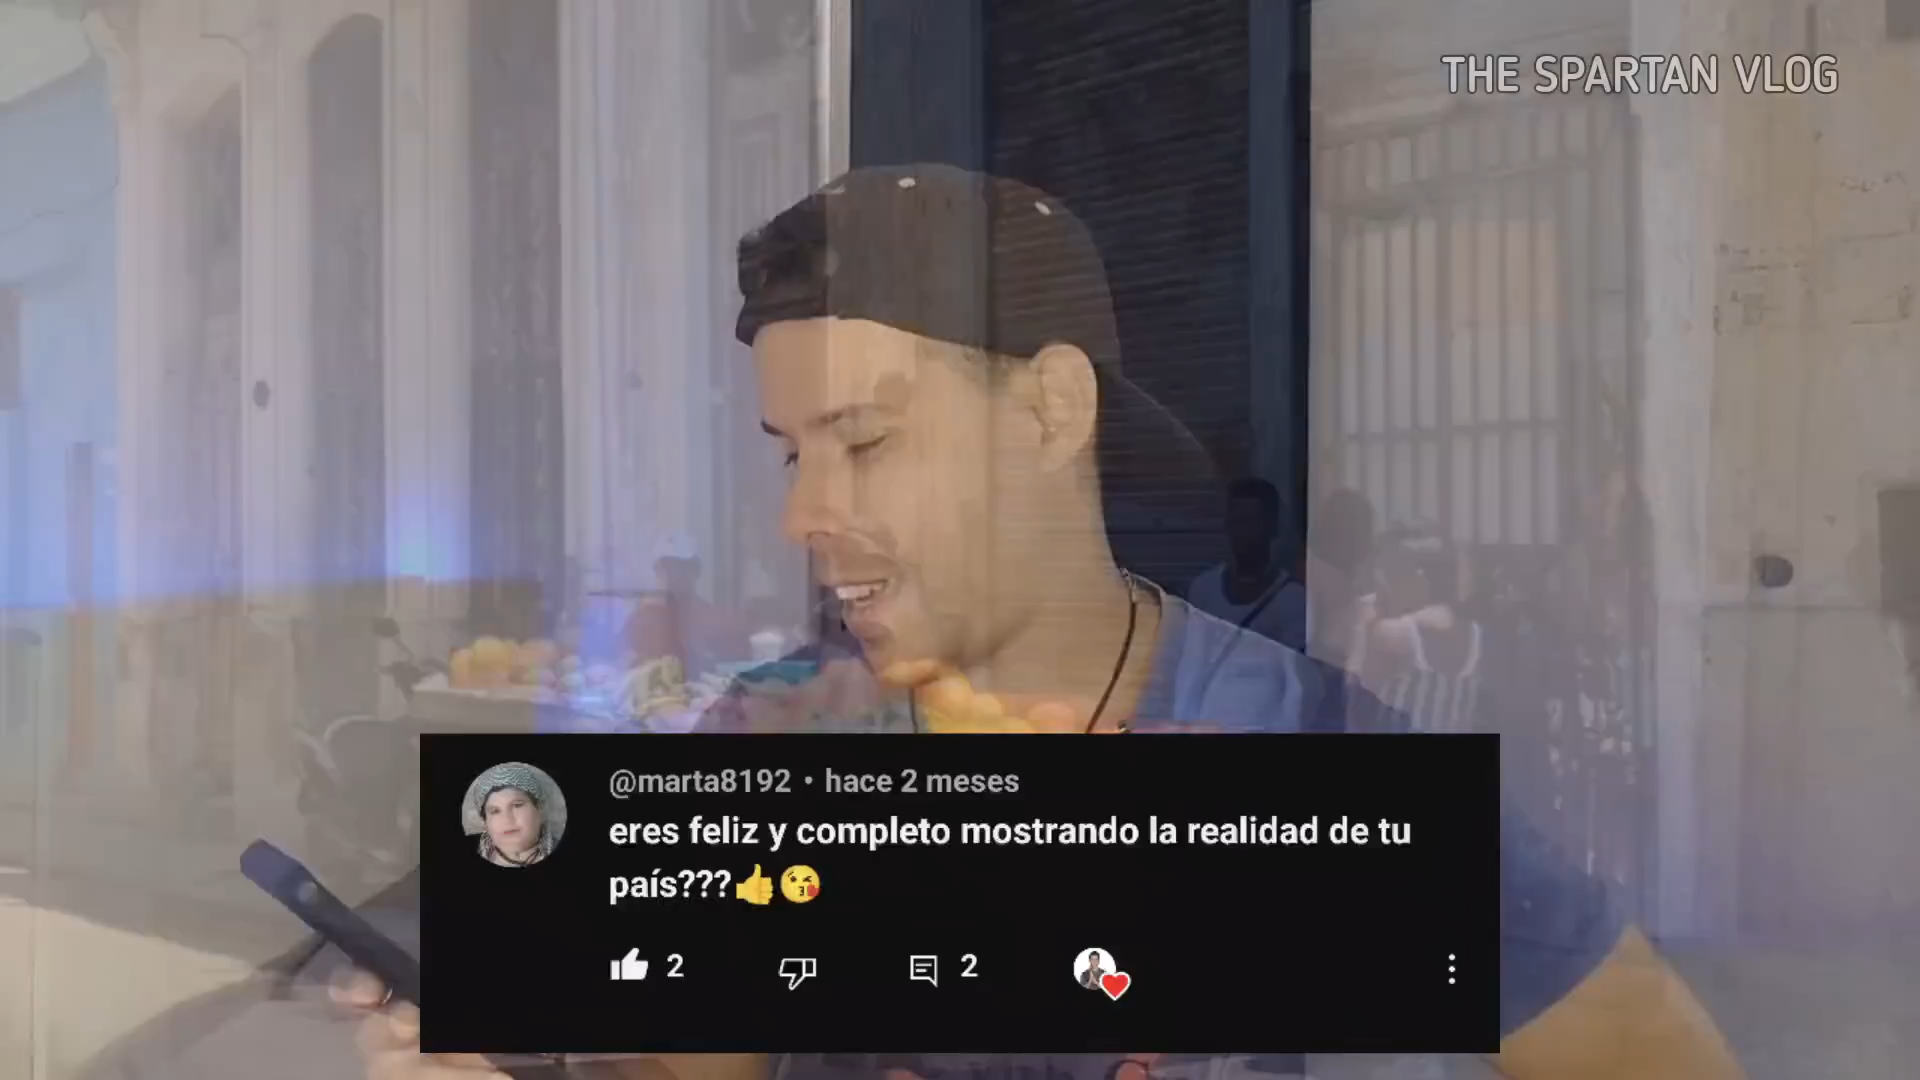 THE SPARTAN VLOG
@marta8192 • hace 2 meses
eres feliz y completo mostrando la realidad de tu
país???👍😘
2
2